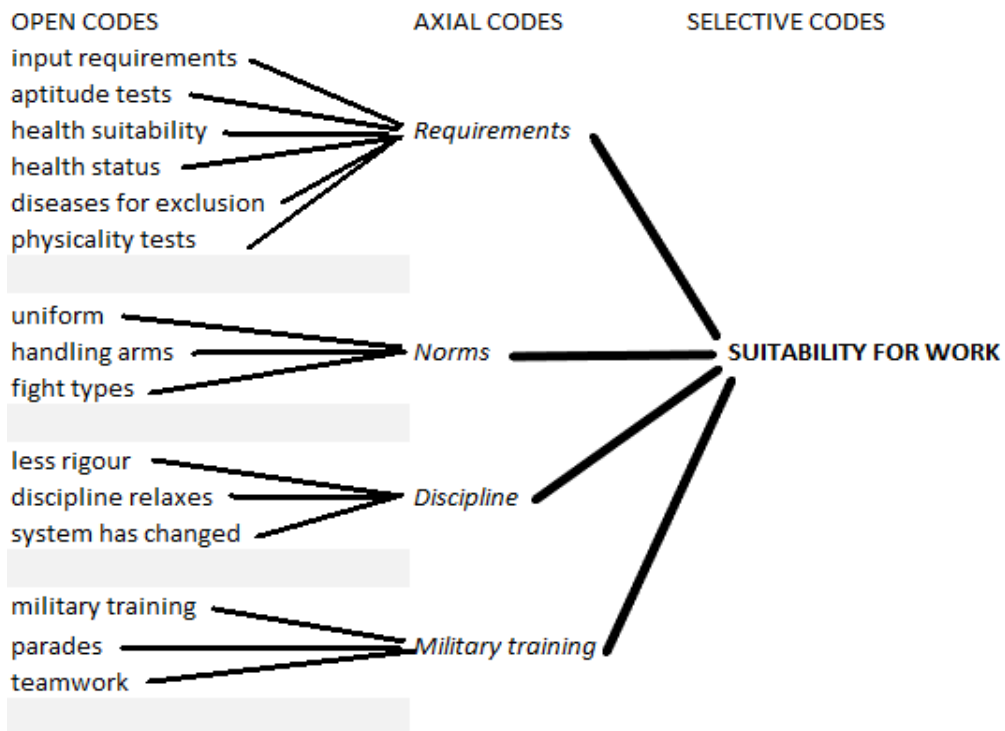 OPEN CODES AXIAL CODES SELECTIVE CODES
input requirements
aptitude tests
health suitability Requirements
health status
diseases for exclusion
physicality tests
uniform
handling arms Norms SUITABILITY FOR WORK
fight types
less rigour
discipline relaxes Discipline
system has changed
military training
parades Military training
teamwork